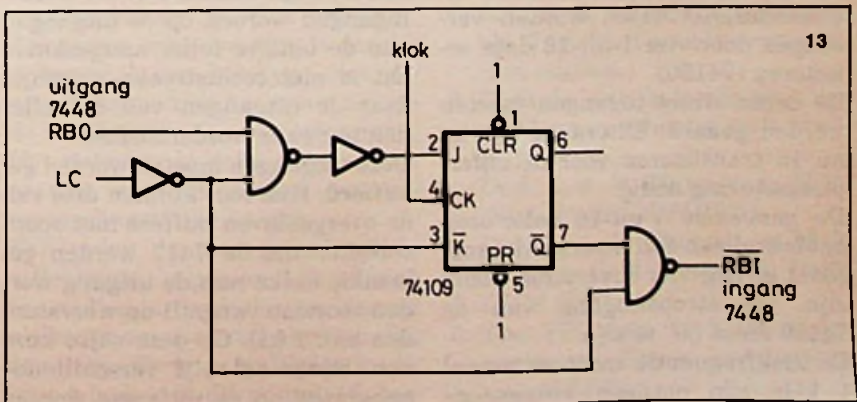 13
klok
uitgang
7448
RBO
LC
1
1
CLR
2
J
Q
6
4
CK
3
K̅
Q̅
7
PR
5
74109
1
R̅B̅I̅
ingang
7448